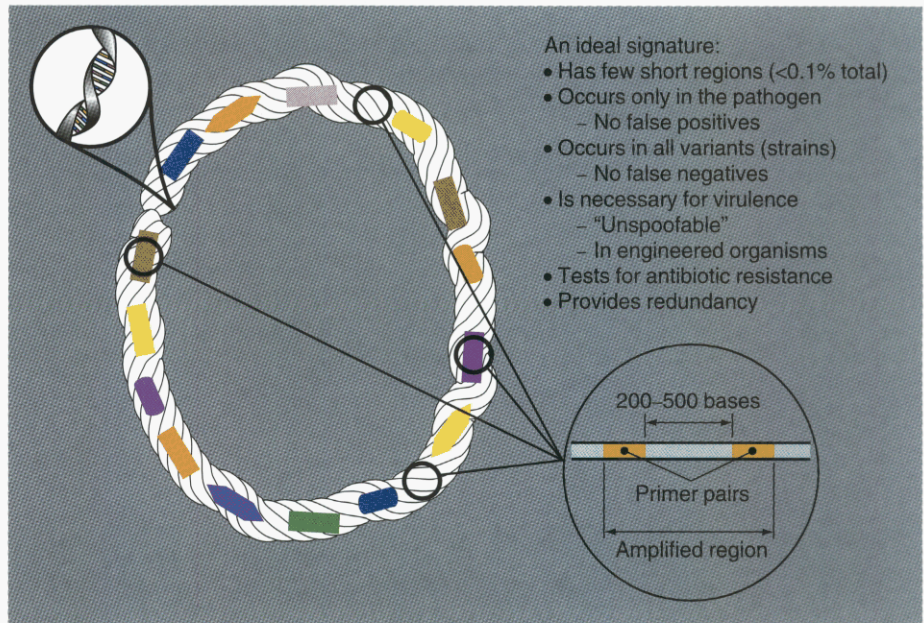 An ideal signature:
• Has few short regions (<0.1% total)
• Occurs only in the pathogen
– No false positives
• Occurs in all variants (strains)
– No false negatives
• Is necessary for virulence
– “Unspoofable”
– In engineered organisms
• Tests for antibiotic resistance
• Provides redundancy
200–500 bases
Primer pairs
Amplified region